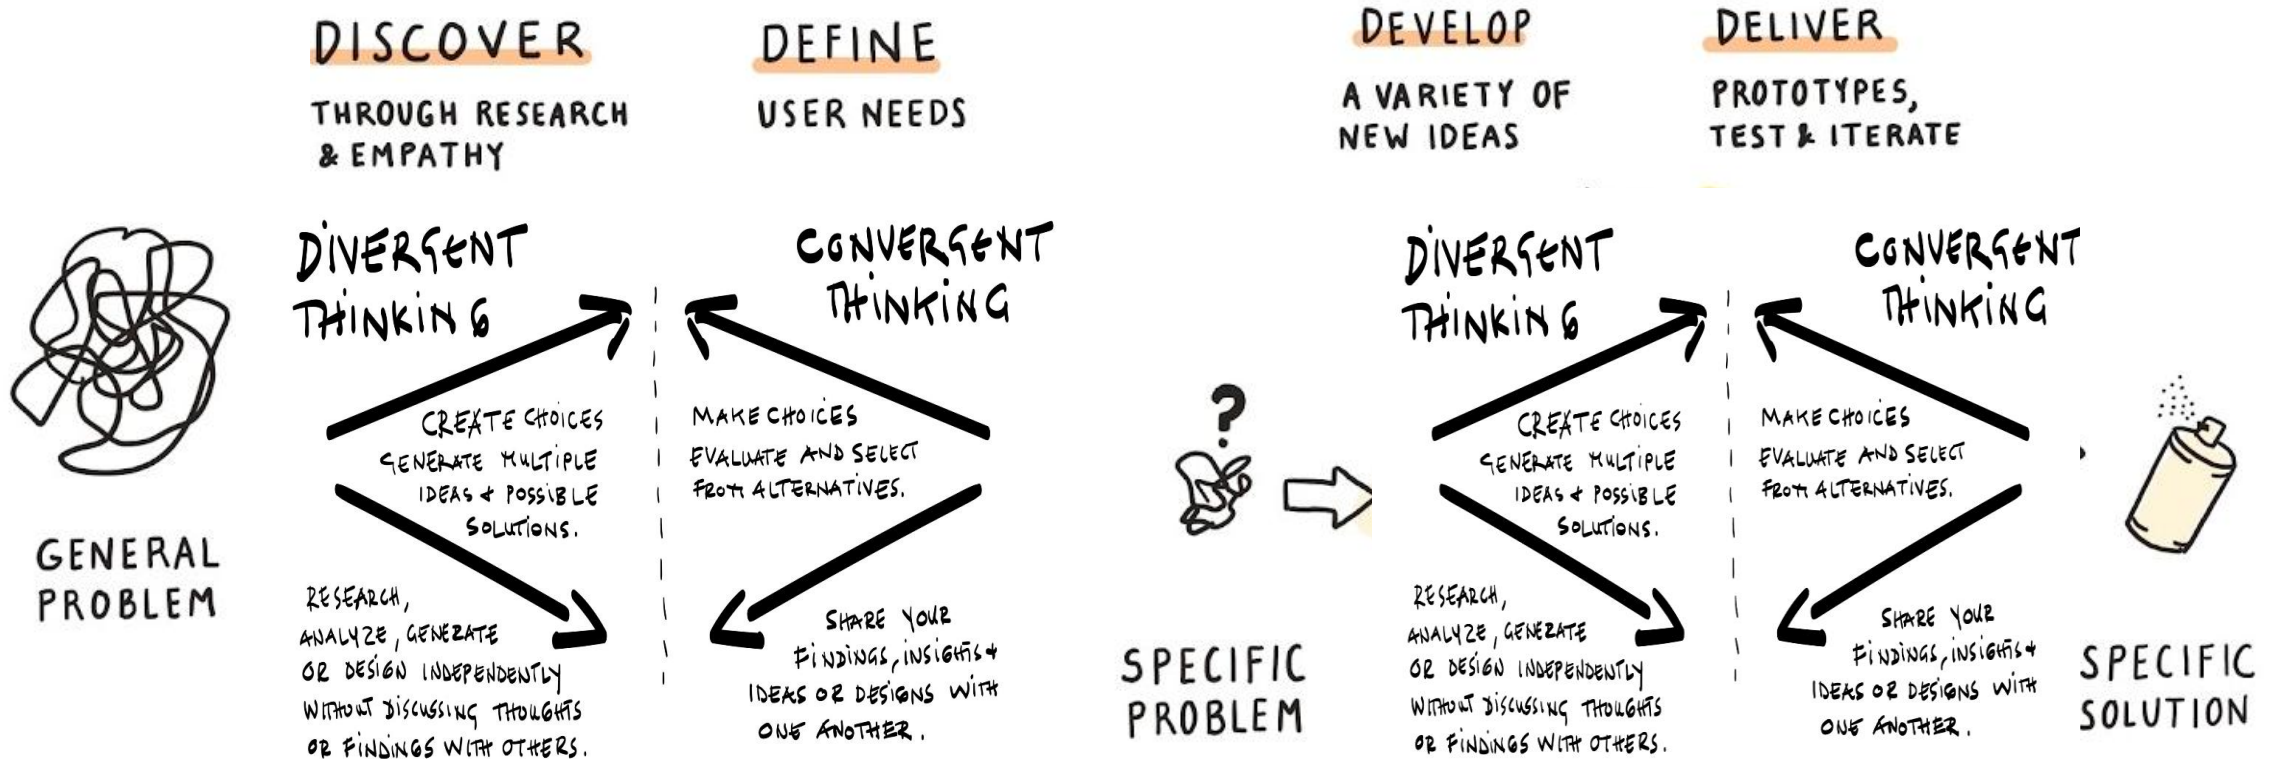 DISCOVER
THROUGH RESEARCH
& EMPATHY
DEFINE
USER NEEDS
DEVELOP
A VARIETY OF
NEW IDEAS
DELIVER
PROTOTYPES,
TEST & ITERATE
GENERAL
PROBLEM
DIVERGENT
THINKING
CREATE CHOICES
GENERATE MULTIPLE
IDEAS & POSSIBLE
SOLUTIONS.
RESEARCH,
ANALYZE, GENERATE
OR DESIGN INDEPENDENTLY
WITHOUT DISCUSSING THOUGHTS
OR FINDINGS WITH OTHERS.
CONVERGENT
THINKING
MAKE CHOICES
EVALUATE AND SELECT
FROM ALTERNATIVES.
SHARE YOUR
FINDINGS, INSIGHTS &
IDEAS OR DESIGNS WITH
ONE ANOTHER.
?
SPECIFIC
PROBLEM
DIVERGENT
THINKING
CREATE CHOICES
GENERATE MULTIPLE
IDEAS & POSSIBLE
SOLUTIONS.
RESEARCH,
ANALYZE, GENERATE
OR DESIGN INDEPENDENTLY
WITHOUT DISCUSSING THOUGHTS
OR FINDINGS WITH OTHERS.
CONVERGENT
THINKING
MAKE CHOICES
EVALUATE AND SELECT
FROM ALTERNATIVES.
SHARE YOUR
FINDINGS, INSIGHTS &
IDEAS OR DESIGNS WITH
ONE ANOTHER.
SPECIFIC
SOLUTION